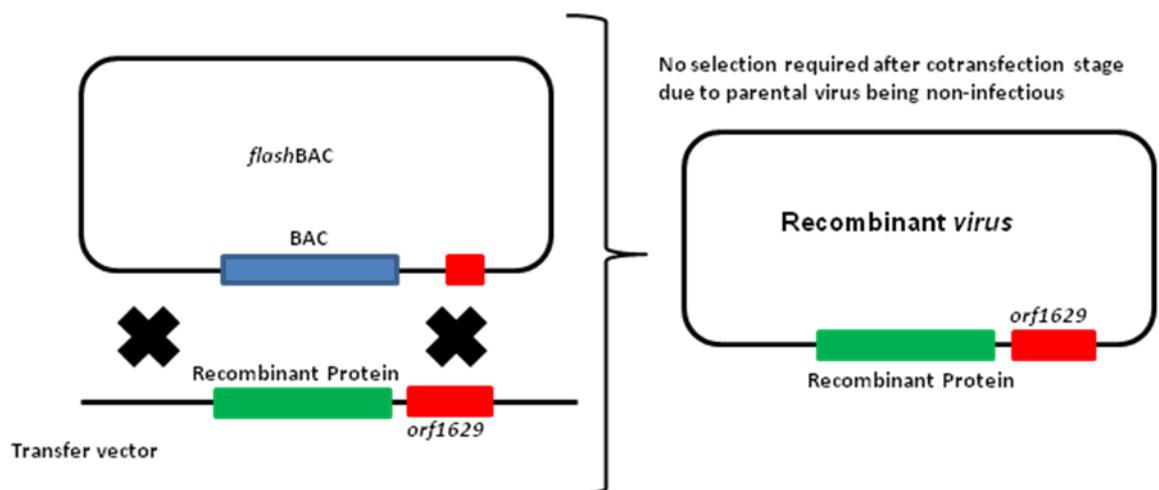 flashBAC
BAC
Recombinant Protein
orf1629
Transfer vector
No selection required after cotransfection stage
due to parental virus being non-infectious
Recombinant virus
orf1629
Recombinant Protein